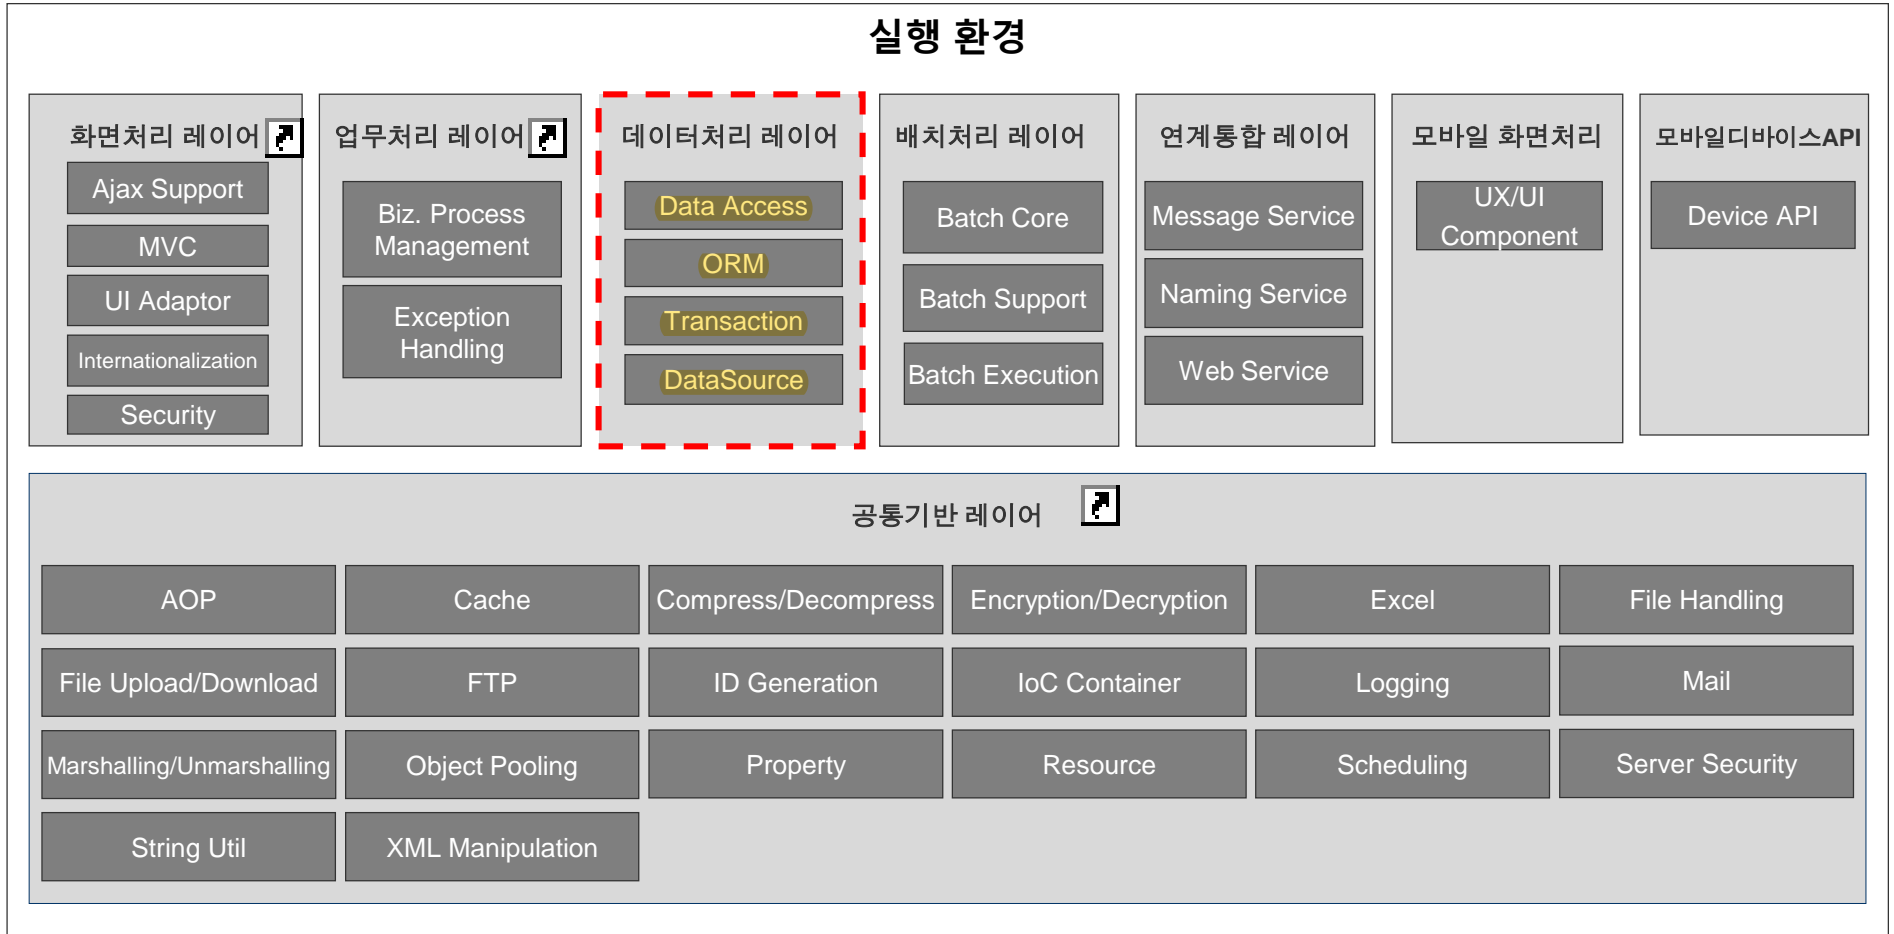 실행 환경
화면처리 레이어
Ajax Support
MVC
UI Adaptor
Internationalization
Security
업무처리 레이어
Biz. Process
Management
Exception
Handling
데이터처리 레이어
Data Access
ORM
Transaction
DataSource
배치처리 레이어
Batch Core
Batch Support
Batch Execution
연계통합 레이어
Message Service
Naming Service
Web Service
모바일 화면처리
UX/UI
Component
모바일디바이스API
Device API
공통기반 레이어
AOP
Cache
Compress/Decompress
Encryption/Decryption
Excel
File Handling
File Upload/Download
FTP
ID Generation
IoC Container
Logging
Mail
Marshalling/Unmarshalling
Object Pooling
Property
Resource
Scheduling
Server Security
String Util
XML Manipulation